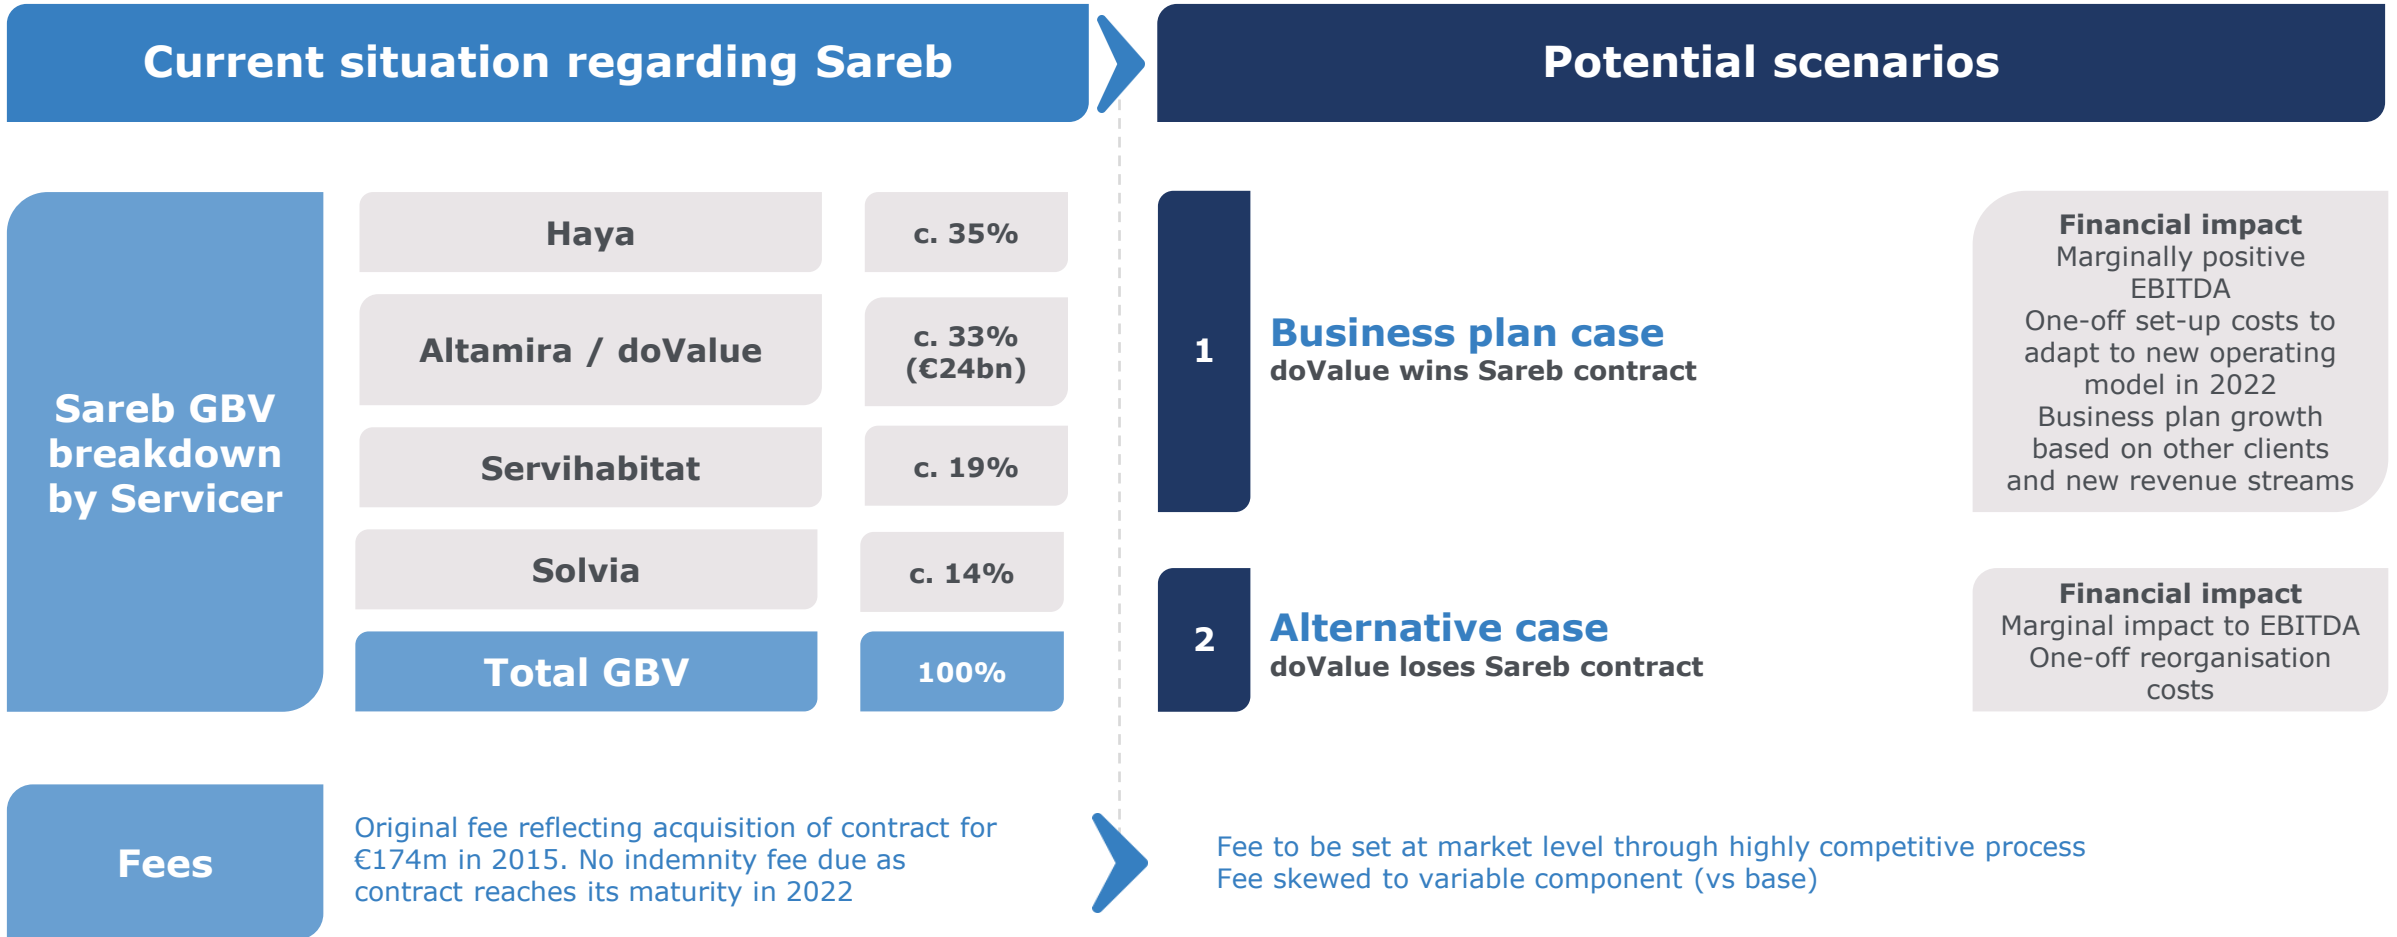 Current situation regarding Sareb
Potential scenarios
Sareb GBV
breakdown
by Servicer
Haya
c. 35%
Altamira / doValue
c. 33%
(€24bn)
Servihabitat
c. 19%
Solvia
c. 14%
Total GBV
100%
1
Business plan case
doValue wins Sareb contract
Financial impact
Marginally positive
EBITDA
One-off set-up costs to
adapt to new operating
model in 2022
Business plan growth
based on other clients
and new revenue streams
2
Alternative case
doValue loses Sareb contract
Financial impact
Marginal impact to EBITDA
One-off reorganisation
costs
Fees
Original fee reflecting acquisition of contract for
€174m in 2015. No indemnity fee due as
contract reaches its maturity in 2022
Fee to be set at market level through highly competitive process
Fee skewed to variable component (vs base)